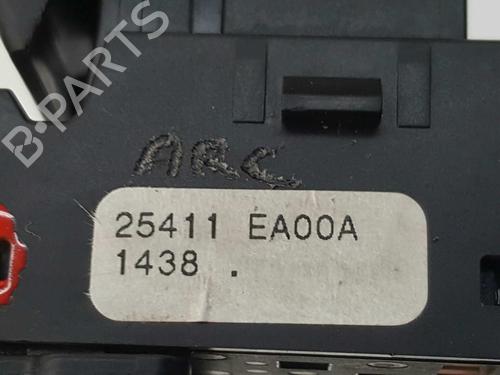 B-PARTS
ARC
25411 EA00A
1438 .